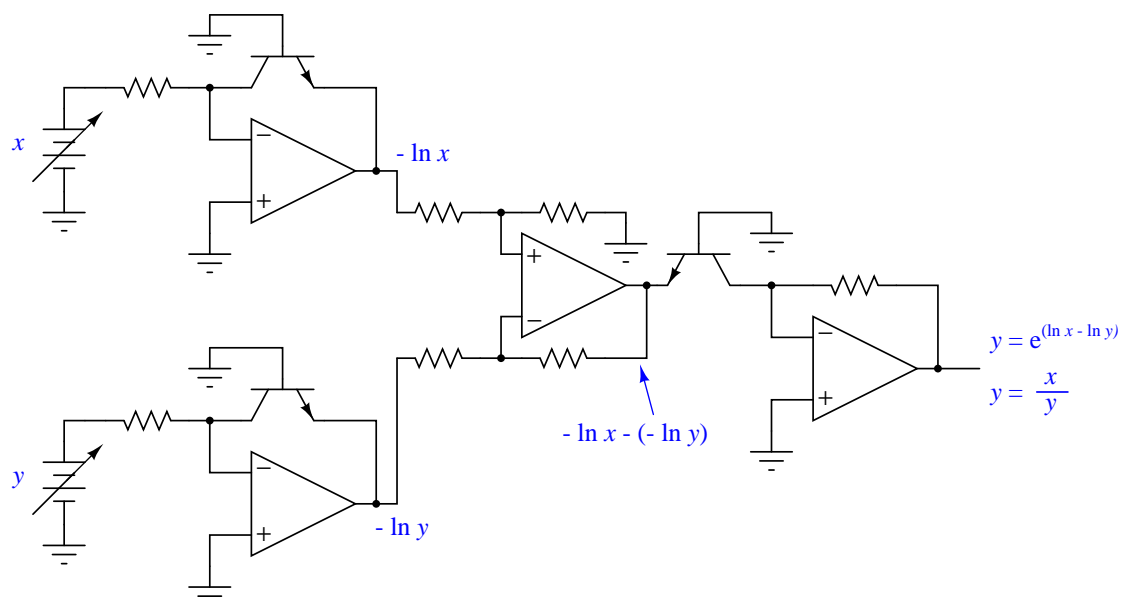 x
- ln x
y = e^(ln x - ln y)
y = x/y
- ln x - (- ln y)
y
- ln y